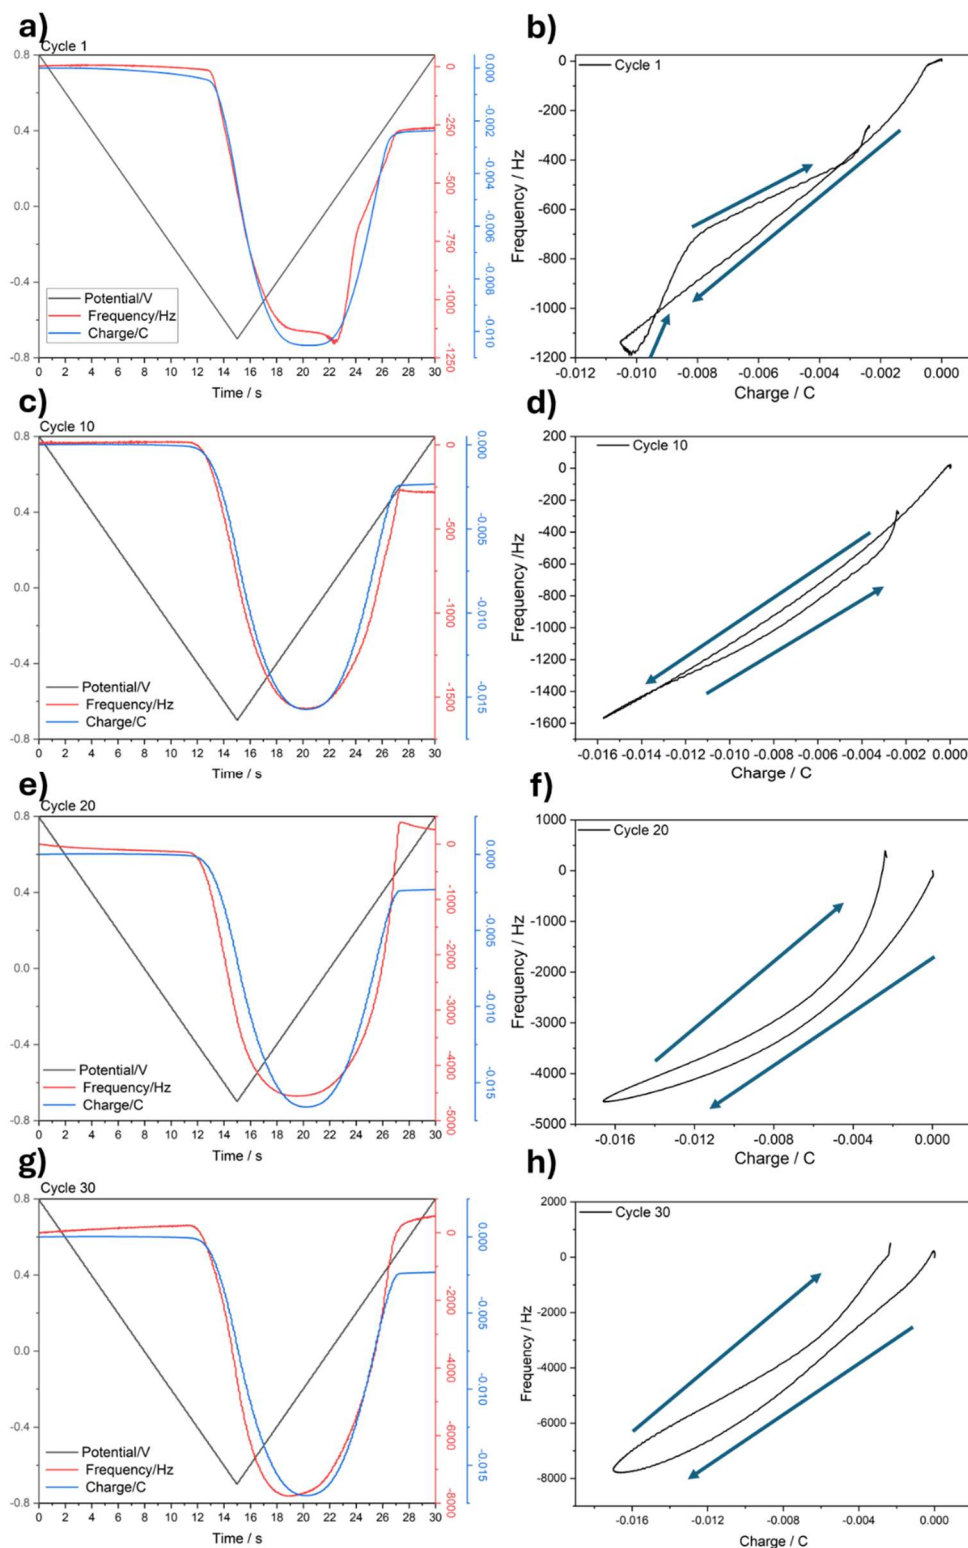 a)
Cycle 1
0.8
0.4
0.0
-0.4
-0.8
0
-250
-500
-750
-1000
-1250
0.000
-0.002
-0.004
-0.006
-0.008
-0.010
Potential/V
Frequency/Hz
Charge/C
0 2 4 6 8 10 12 14 16 18 20 22 24 26 28 30
Time / s
b)
Cycle 1
0
-200
-400
-600
-800
-1000
-1200
Frequency/ Hz
-0.012 -0.010 -0.008 -0.006 -0.004 -0.002 0.000
Charge / C
c)
Cycle 10
0.8
0.4
0.0
-0.4
-0.8
0
-500
-1000
-1500
0.000
-0.005
-0.010
-0.015
Potential/V
Frequency/Hz
Charge/C
0 2 4 6 8 10 12 14 16 18 20 22 24 26 28 30
Time / s
d)
Cycle 10
200
0
-200
-400
-600
-800
-1000
-1200
-1400
-1600
Frequency /Hz
-0.016 -0.014 -0.012 -0.010 -0.008 -0.006 -0.004 -0.002 0.000
Charge / C
e)
Cycle 20
0.8
0.4
0.0
-0.4
-0.8
0
-1000
-2000
-3000
-4000
-5000
0.000
-0.005
-0.010
-0.015
Potential/V
Frequency/Hz
Charge/C
0 2 4 6 8 10 12 14 16 18 20 22 24 26 28 30
Time / s
f)
Cycle 20
1000
0
-1000
-2000
-3000
-4000
-5000
Frequency / Hz
-0.016 -0.012 -0.008 -0.004 0.000
Charge / C
g)
Cycle 30
0.8
0.4
0.0
-0.4
-0.8
0
-2000
-4000
-6000
-8000
0.000
-0.005
-0.010
-0.015
Potential/V
Frequency/Hz
Charge/C
0 2 4 6 8 10 12 14 16 18 20 22 24 26 28 30
Time / s
h)
Cycle 30
2000
0
-2000
-4000
-6000
-8000
Frequency / Hz
-0.016 -0.012 -0.008 -0.004 0.000
Charge / C